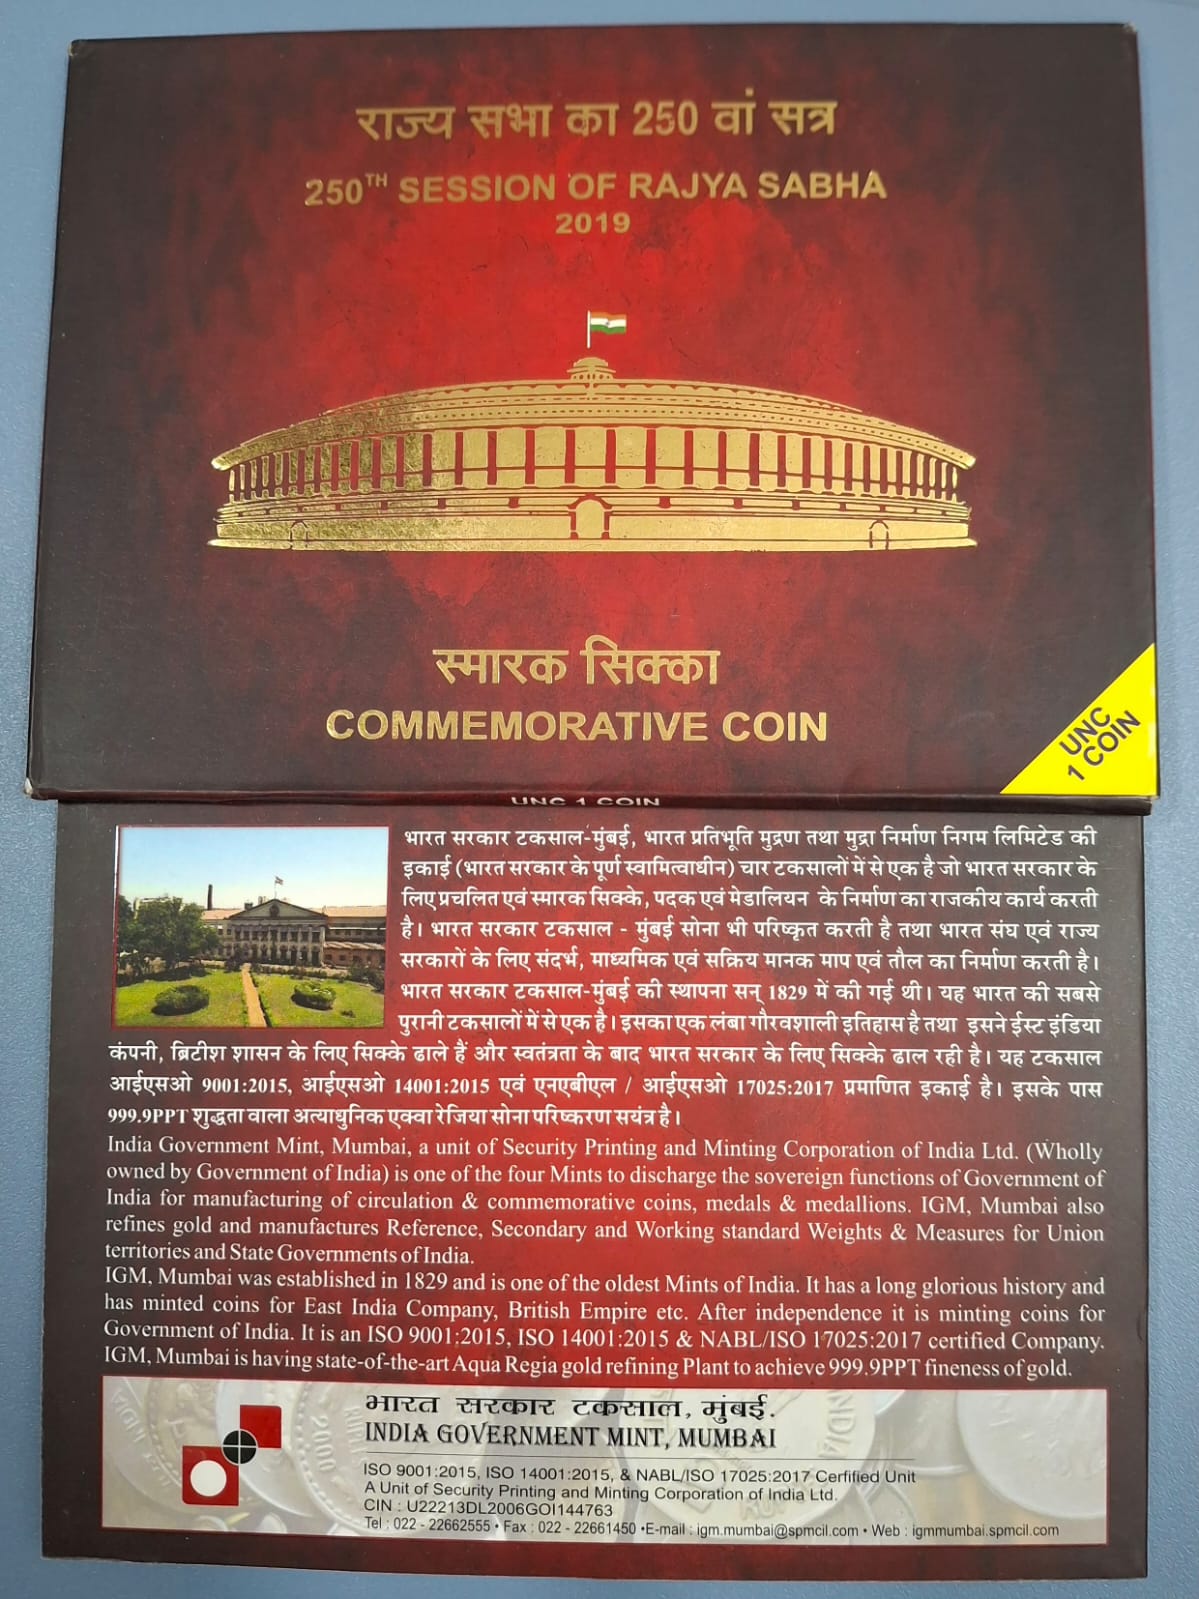 राज्य सभा का 250 वां सत्र
250TH SESSION OF RAJYA SABHA
2019
स्मारक सिक्का
COMMEMORATIVE COIN
UNC
1 COIN
UNC 1 COIN
भारत सरकार टकसाल-मुंबई, भारत प्रतिभूति मुद्रण तथा मुद्रा निर्माण निगम लिमिटेड की
इकाई (भारत सरकार के पूर्ण स्वामित्वाधीन) चार टकसालों में से एक है जो भारत सरकार के
लिए प्रचलित एवं स्मारक सिक्के, पदक एवं मेडालियन के निर्माण का राजकीय कार्य करती
है। भारत सरकार टकसाल - मुंबई सोना भी परिष्कृत करती है तथा भारत संघ एवं राज्य
सरकारों के लिए संदर्भ, माध्यमिक एवं सक्रिय मानक माप एवं तौल का निर्माण करती है।
भारत सरकार टकसाल-मुंबई की स्थापना सन् 1829 में की गई थी। यह भारत की सबसे
पुरानी टकसालों में से एक है। इसका एक लंबा गौरवशाली इतिहास है तथा इसने ईस्ट इंडिया
कंपनी, ब्रिटीश शासन के लिए सिक्के ढाले हैं और स्वतंत्रता के बाद भारत सरकार के लिए सिक्के ढाल रही है। यह टकसाल
आईएसओ 9001:2015, आईएसओ 14001:2015 एवं एनएबीएल / आईएसओ 17025:2017 प्रमाणित इकाई है। इसके पास
999.9PPT शुद्धता वाला अत्याधुनिक एक्वा रेजिया सोना परिष्करण सयंत्र है।
India Government Mint, Mumbai, a unit of Security Printing and Minting Corporation of India Ltd. (Wholly
owned by Government of India) is one of the four Mints to discharge the sovereign functions of Government of
India for manufacturing of circulation & commemorative coins, medals & medallions. IGM, Mumbai also
refines gold and manufactures Reference, Secondary and Working standard Weights & Measures for Union
territories and State Governments of India.
IGM, Mumbai was established in 1829 and is one of the oldest Mints of India. It has a long glorious history and
has minted coins for East India Company, British Empire etc. After independence it is minting coins for
Government of India. It is an ISO 9001:2015, ISO 14001:2015 & NABL/ISO 17025:2017 certified Company.
IGM, Mumbai is having state-of-the-art Aqua Regia gold refining Plant to achieve 999.9PPT fineness of gold.
भारत सरकार टकसाल, मुंबई.
INDIA GOVERNMENT MINT, MUMBAI
ISO 9001:2015, ISO 14001:2015, & NABL/ISO 17025:2017 Cerfified Unit
A Unit of Security Printing and Minting Corporation of India Ltd.
CIN : U22213DL2006GOI144763
Tel : 022 - 22662555 • Fax : 022 - 22661450 •E-mail : igm.mumbai@spmcil.com • Web : igmmumbai.spmcil.com